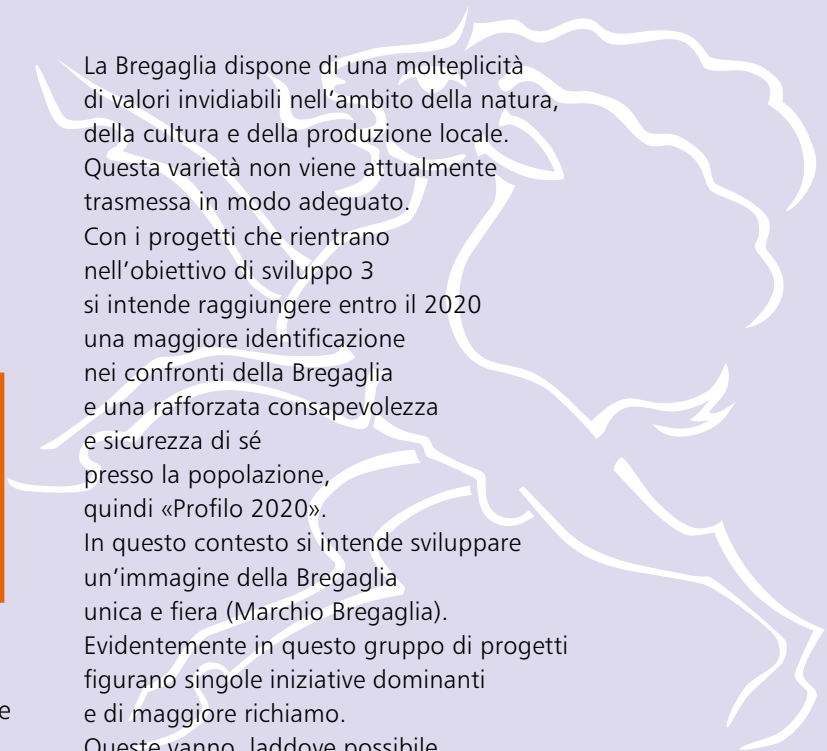 La Bregaglia dispone di una molteplicità
di valori invidiabili nell’ambito della natura,
della cultura e della produzione locale.
Questa varietà non viene attualmente
trasmessa in modo adeguato.
Con i progetti che rientrano
nell’obiettivo di sviluppo 3
si intende raggiungere entro il 2020
una maggiore identificazione
nei confronti della Bregaglia
e una rafforzata consapevolezza
e sicurezza di sé
presso la popolazione,
quindi «Profilo 2020».
In questo contesto si intende sviluppare
un’immagine della Bregaglia
unica e fiera (Marchio Bregaglia).
Evidentemente in questo gruppo di progetti
figurano singole iniziative dominanti
e di maggiore richiamo.
Queste vanno, laddove possibile